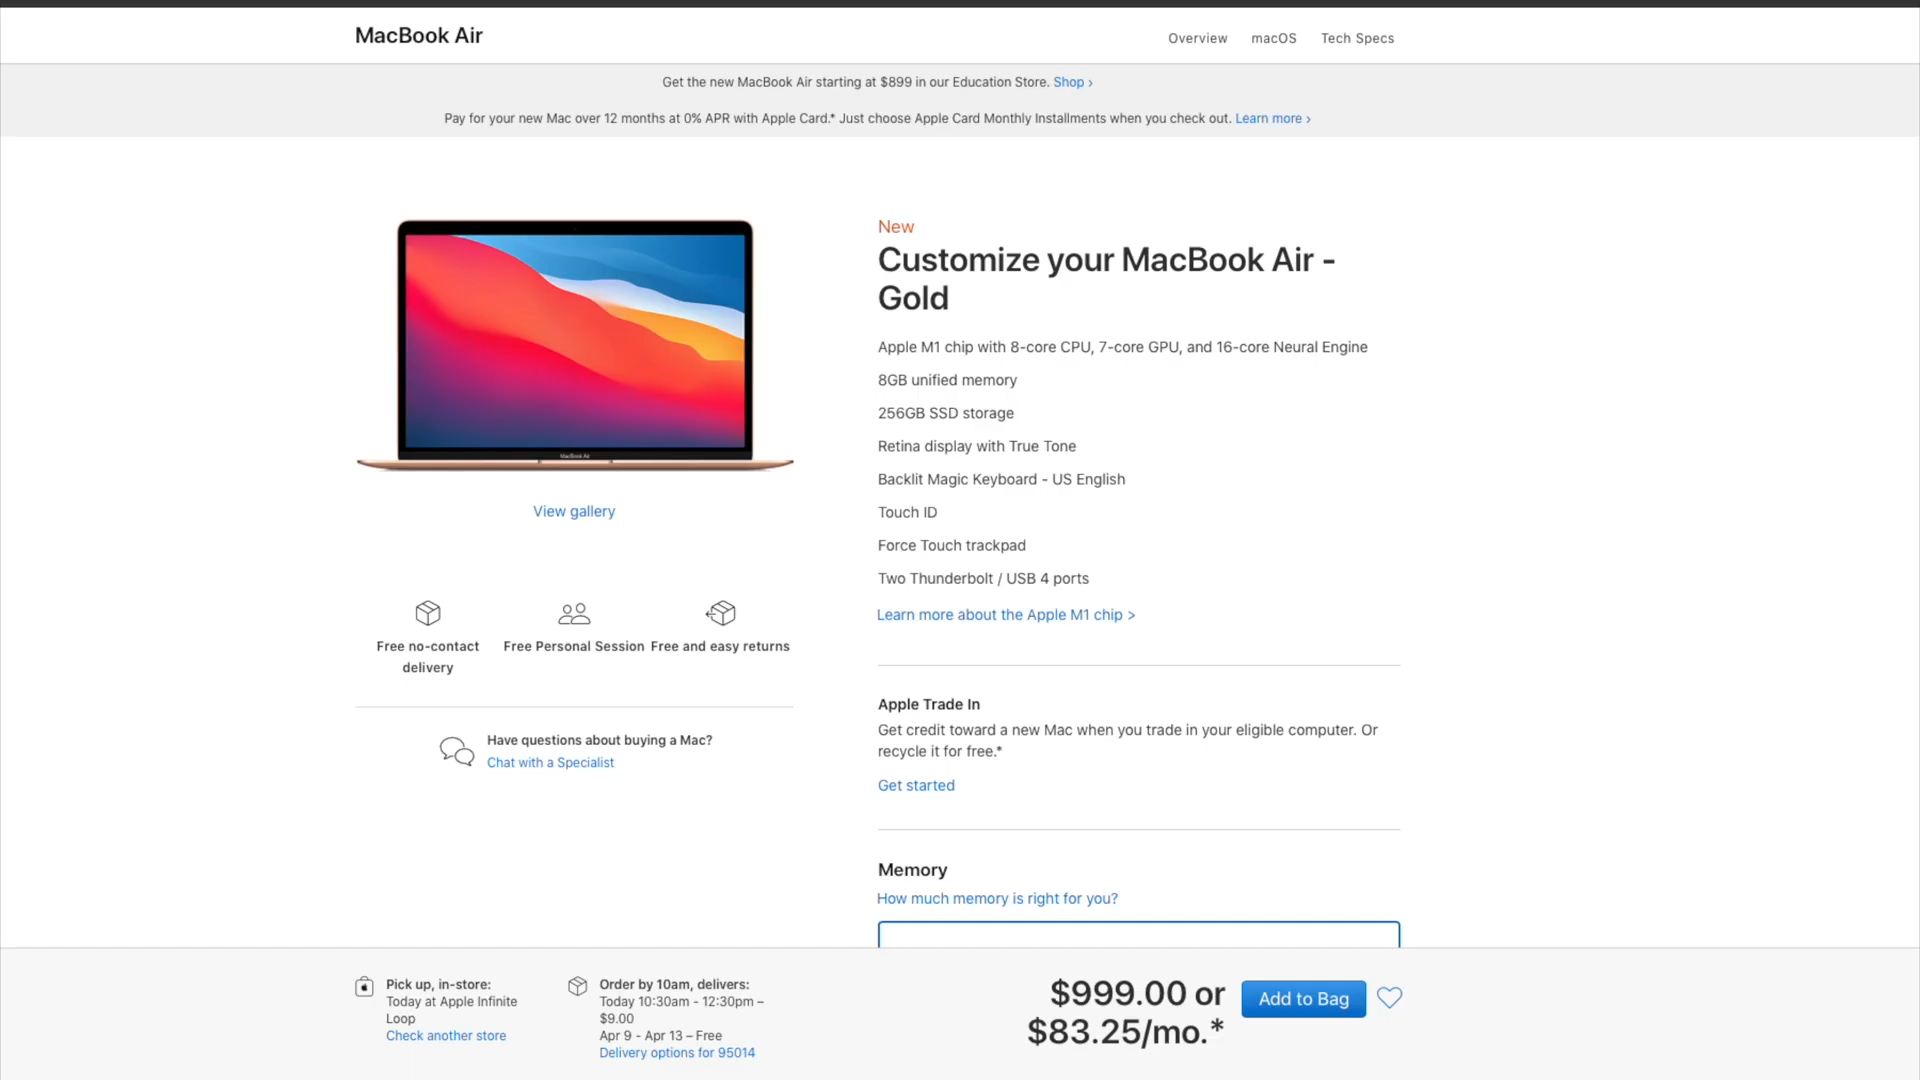 MacBook Air
Overview
macOS
Tech Specs
Get the new MacBook Air starting at $899 in our Education Store. Shop ›
Pay for your new Mac over 12 months at 0% APR with Apple Card.* Just choose Apple Card Monthly Installments when you check out. Learn more ›
MacBook Air
View gallery
Free no-contact
delivery
Free Personal Session
Free and easy returns
Have questions about buying a Mac?
Chat with a Specialist
New
Customize your MacBook Air -
Gold
Apple M1 chip with 8-core CPU, 7-core GPU, and 16-core Neural Engine
8GB unified memory
256GB SSD storage
Retina display with True Tone
Backlit Magic Keyboard - US English
Touch ID
Force Touch trackpad
Two Thunderbolt / USB 4 ports
Learn more about the Apple M1 chip >
Apple Trade In
Get credit toward a new Mac when you trade in your eligible computer. Or
recycle it for free.*
Get started
Memory
How much memory is right for you?
Pick up, in-store:
Today at Apple Infinite
Loop
Check another store
Order by 10am, delivers:
Today 10:30am - 12:30pm –
$9.00
Apr 9 - Apr 13 – Free
Delivery options for 95014
$999.00 or
$83.25/mo.*
Add to Bag